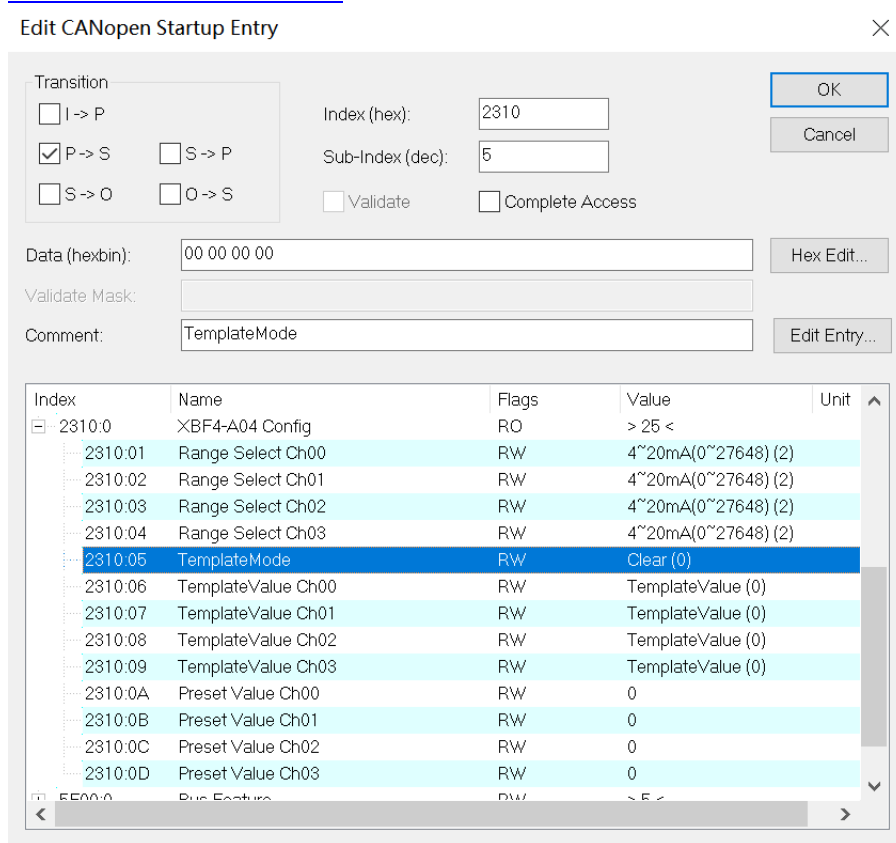 Edit CANopen Startup Entry
Transition
I -> P
P -> S
S -> P
S -> O
O -> S
Index (hex):
2310
Sub-Index (dec):
5
Validate
Complete Access
OK
Cancel
Data (hexbin):
00 00 00 00
Hex Edit...
Validate Mask:
Comment:
TemplateMode
Edit Entry...
Index Name Flags Value Unit
2310:0 XBF4-A04 Config RO > 25 <
2310:01 Range Select Ch00 RW 4~20mA(0~27648) (2)
2310:02 Range Select Ch01 RW 4~20mA(0~27648) (2)
2310:03 Range Select Ch02 RW 4~20mA(0~27648) (2)
2310:04 Range Select Ch03 RW 4~20mA(0~27648) (2)
2310:05 TemplateMode RW Clear (0)
2310:06 TemplateValue Ch00 RW TemplateValue (0)
2310:07 TemplateValue Ch01 RW TemplateValue (0)
2310:08 TemplateValue Ch02 RW TemplateValue (0)
2310:09 TemplateValue Ch03 RW TemplateValue (0)
2310:0A Preset Value Ch00 RW 0
2310:0B Preset Value Ch01 RW 0
2310:0C Preset Value Ch02 RW 0
2310:0D Preset Value Ch03 RW 0
5F00:0 Bus Feature RW > 5 <